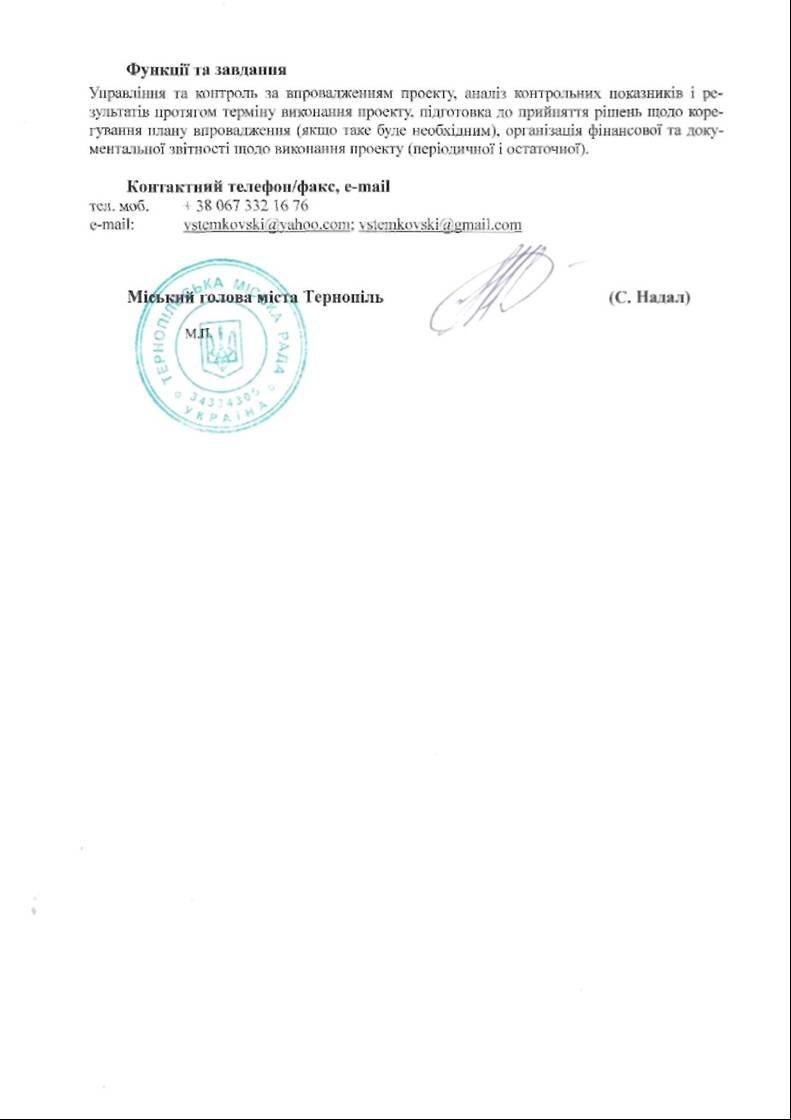 Функції та завдання
Управління та контроль за впровадженням проекту, аналіз контрольних показників і ре-
зультатів протягом терміну виконання проекту, підготовка до прийняття рішень щодо коре-
гування плану впровадження (якщо таке буде необхідним), організація фінансової та доку-
ментальної звітності щодо виконання проекту (періодичної і остаточної).
Контактний телефон/факс, e-mail
тел. моб. + 38 067 332 16 76
e-mail: vstemkovski@yahoo.com; vstemkovski@gmail.com
Міський голова міста Тернопіль (С. Надал)
М.П.
ТЕРНОПІЛЬСЬКА МІСЬКА РАДА
34334305
УКРАЇНА